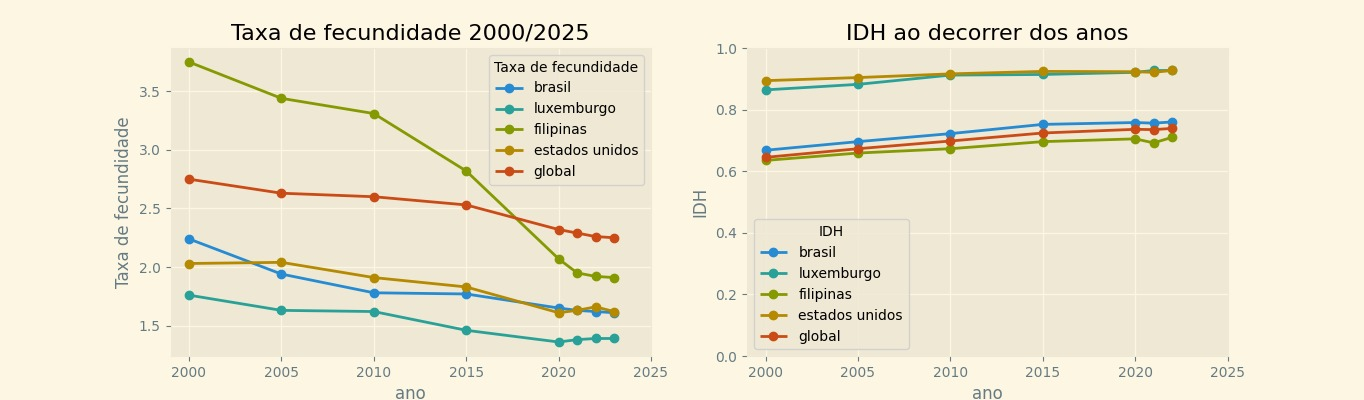 Taxa de fecundidade 2000/2025
Taxa de fecundidade
3.5
3.0
2.5
2.0
1.5
Taxa de fecundidade
brasil
luxemburgo
filipinas
estados unidos
global
2000 2005 2010 2015 2020 2025
ano
IDH ao decorrer dos anos
IDH
1.0
0.8
0.6
0.4
0.2
0.0
IDH
brasil
luxemburgo
filipinas
estados unidos
global
2000 2005 2010 2015 2020 2025
ano